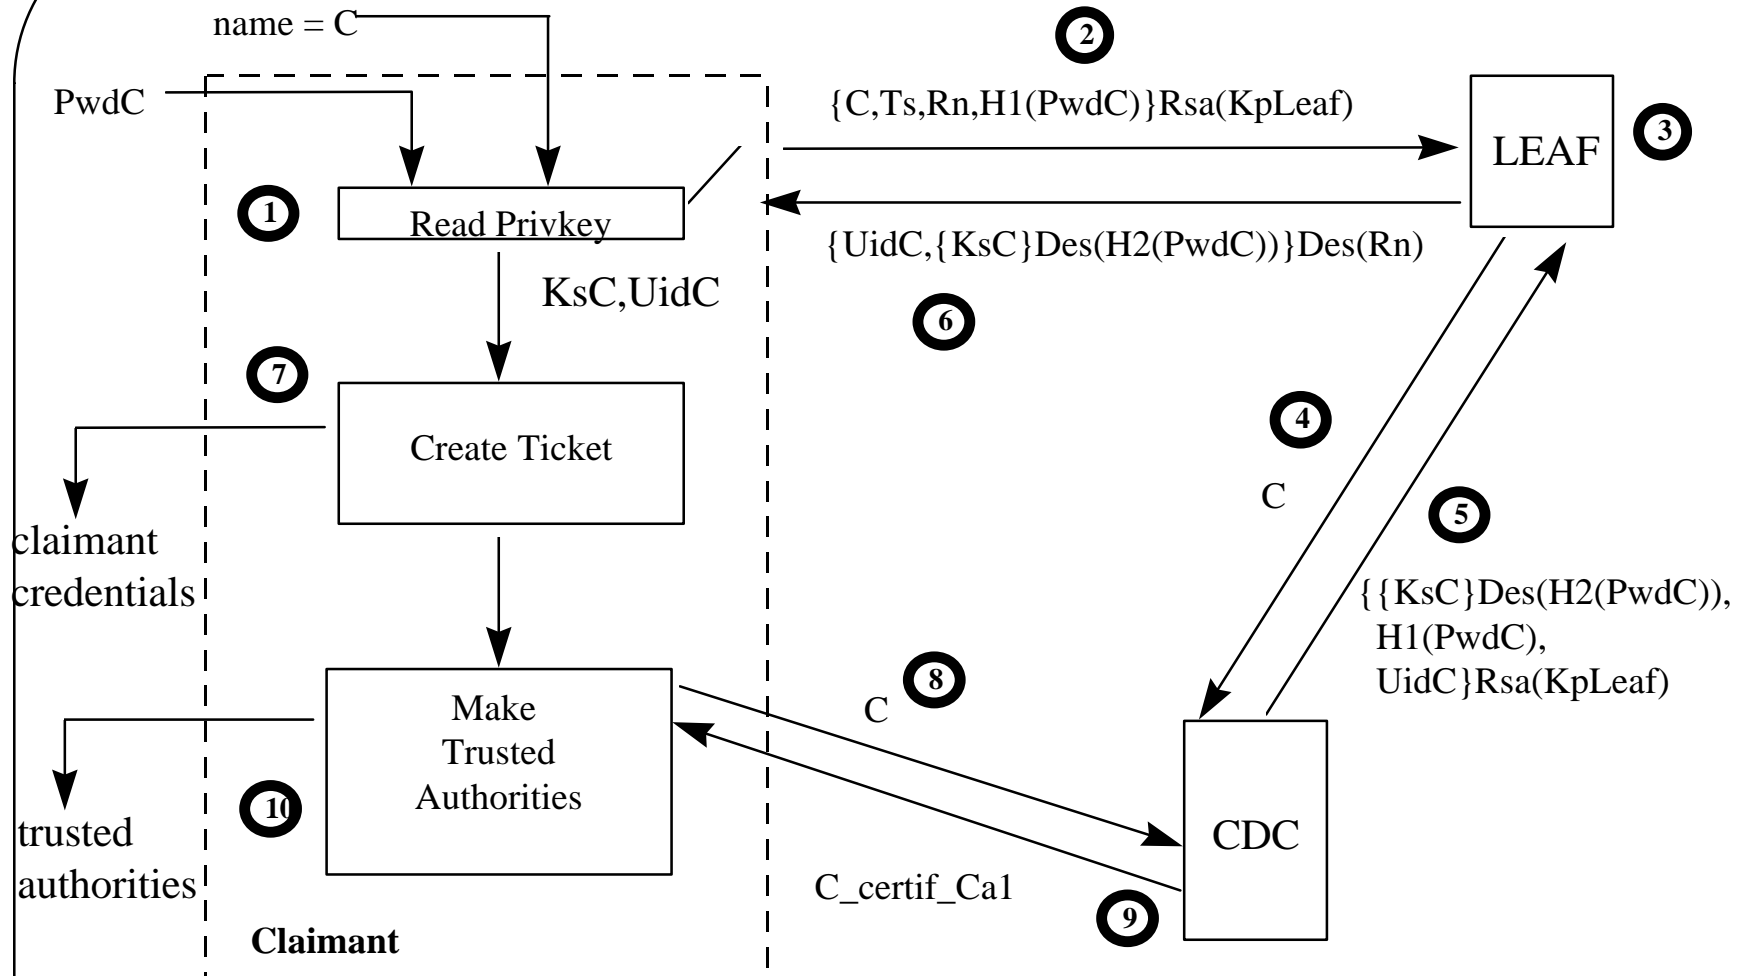 name = C
2
PwdC
{C,Ts,Rn,H1(PwdC)}Rsa(KpLeaf)
LEAF
3
1
Read Privkey
{UidC,{KsC}Des(H2(PwdC))}Des(Rn)
KsC,UidC
6
7
4
Create Ticket
C
5
claimant
credentials
{{KsC}Des(H2(PwdC)),
H1(PwdC),
UidC}Rsa(KpLeaf)
8
Make
Trusted
Authorities
C
10
trusted
authorities
CDC
C_certif_Ca1
9
Claimant